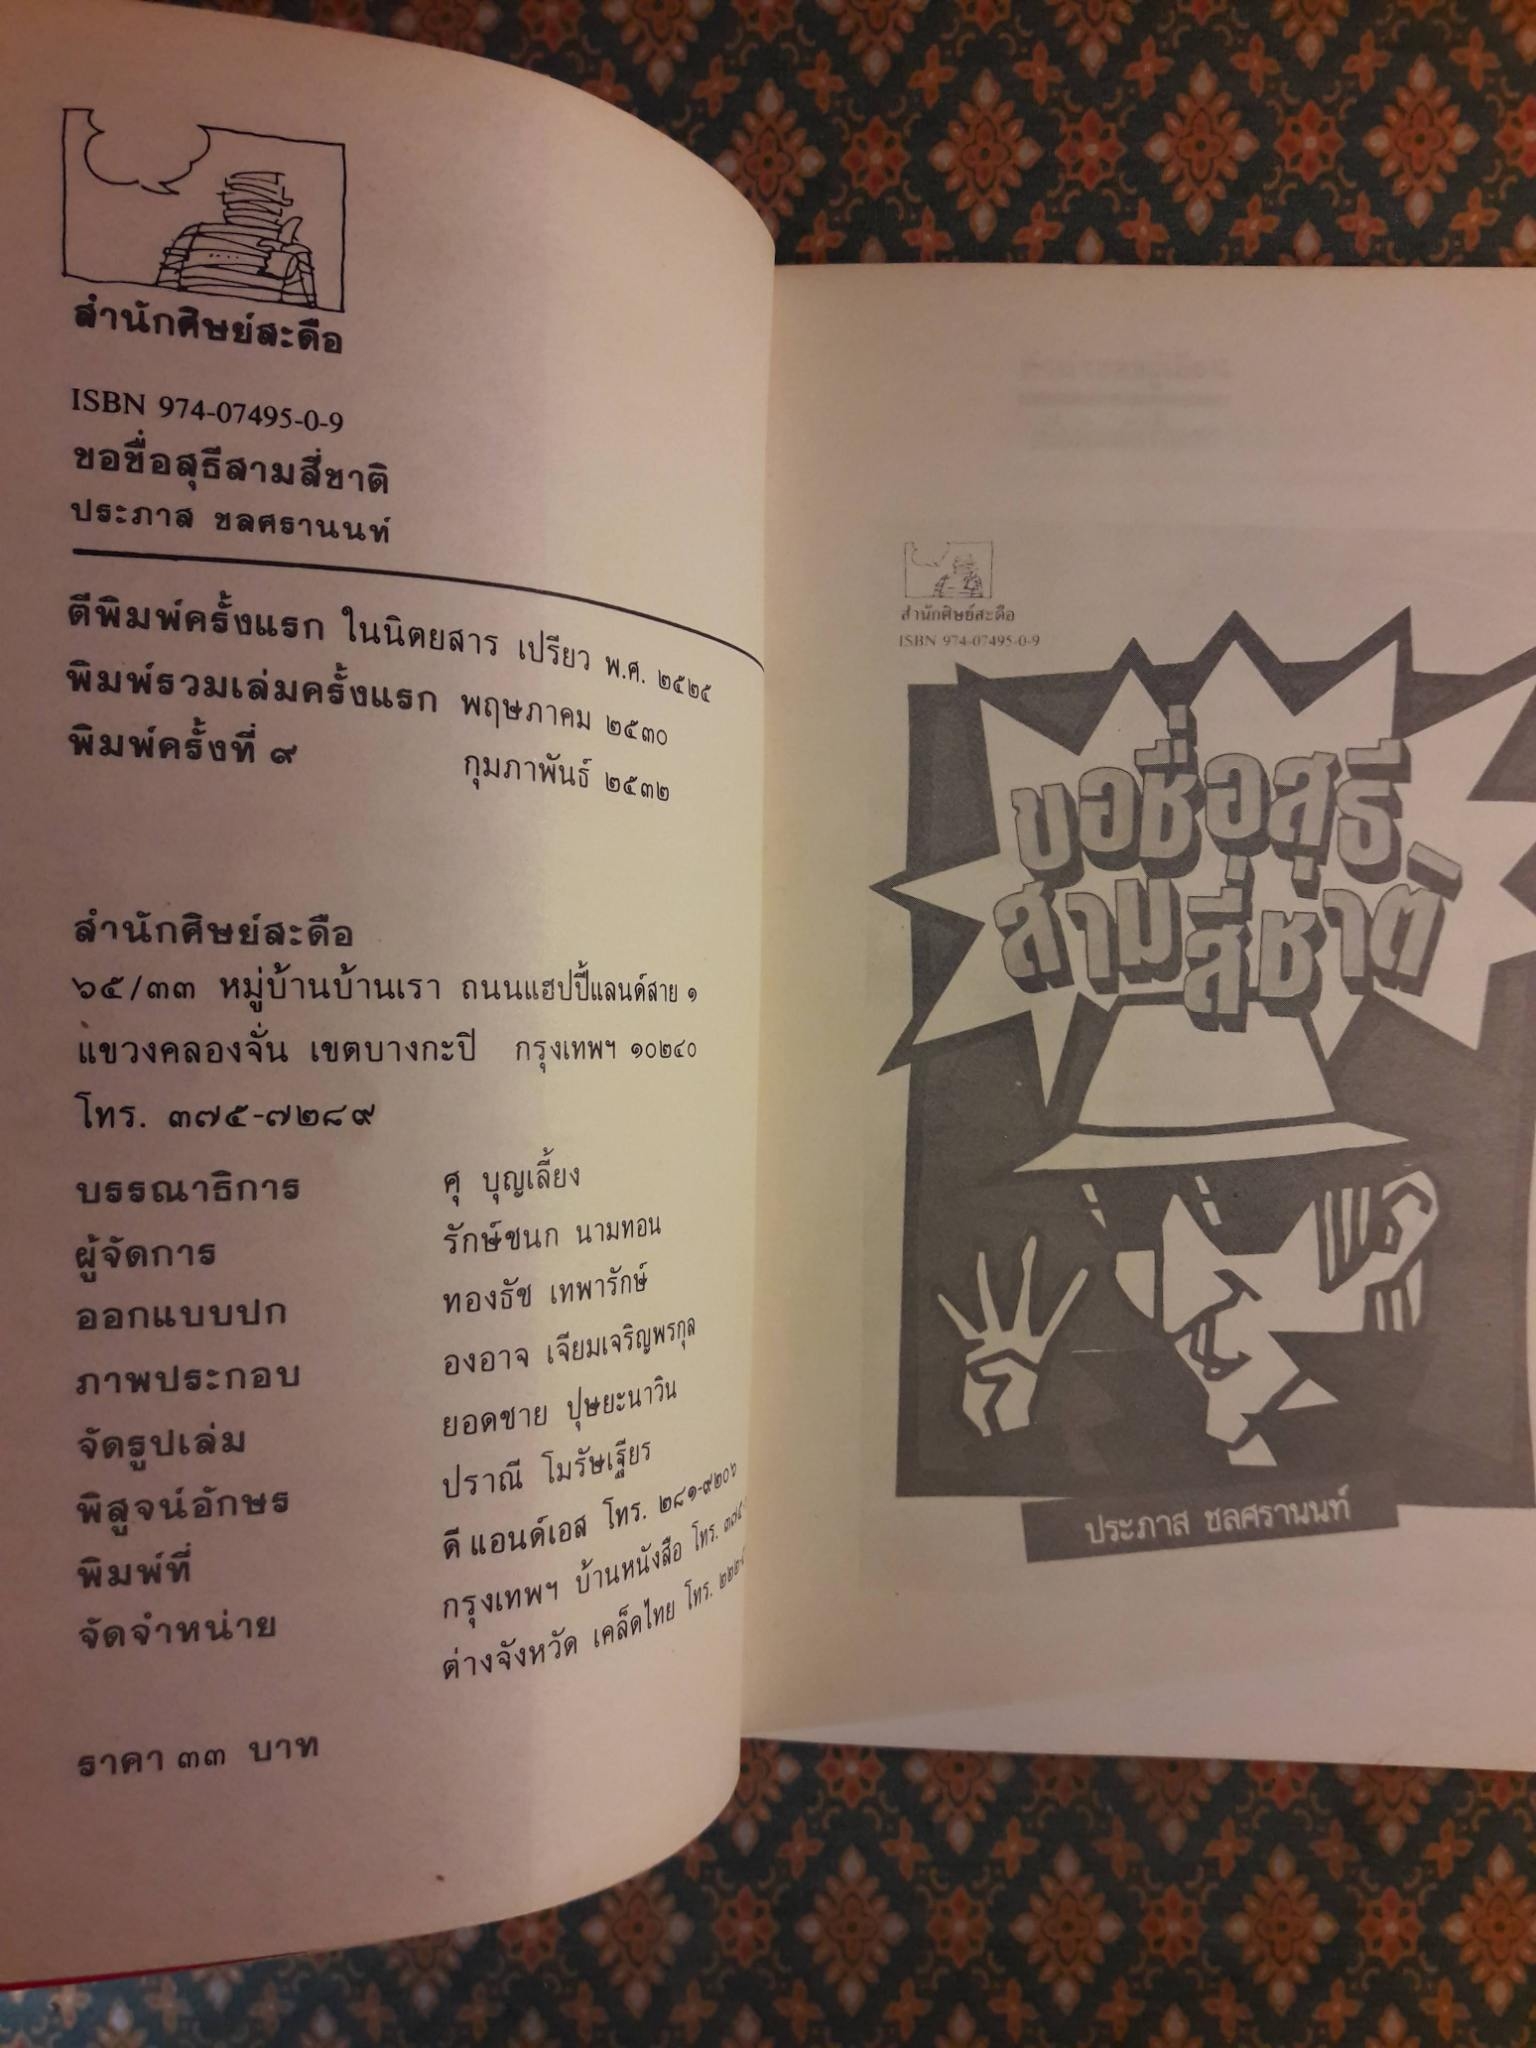 สำนักศิษย์สะดือ
ISBN 974-07495-0-9
ขอชื่อสุธีสามสี่ชาติ
ประภาส ชลศรานนท์
ตีพิมพ์ครั้งแรก ในนิตยสาร เปรียว พ.ศ. ๒๕๒๕
พิมพ์รวมเล่มครั้งแรก พฤษภาคม ๒๕๓๐
พิมพ์ครั้งที่ ๙ กุมภาพันธ์ ๒๕๓๒
สำนักศิษย์สะดือ
๖๕/๓๓ หมู่บ้านบ้านเรา ถนนแฮปปี้แลนด์สาย ๑
แขวงคลองจั่น เขตบางกะปิ กรุงเทพฯ ๑๐๒๔๐
โทร. ๓๗๕-๗๒๘๙
บรรณาธิการ ศุ บุญเลี้ยง
ผู้จัดการ รักษ์ชนก นามทอน
ออกแบบปก ทองธัช เทพารักษ์
ภาพประกอบ องอาจ เจียมเจริญพรกุล
จัดรูปเล่ม ยอดชาย ปุษยะนาวิน
พิสูจน์อักษร ปราณี โมรัษเฐียร
พิมพ์ที่ ดี แอนด์เอส โทร. ๒๘๑-๙๒๐๖
จัดจำหน่าย กรุงเทพฯ บ้านหนังสือ โทร. ๓๗๕
ต่างจังหวัด เคล็ดไทย โทร. ๒๒๒
ราคา ๓๓ บาท
สำนักศิษย์สะดือ
ISBN 974-07495-0-9
ขอชื่อสุธี
สามสี่ชาติ
ประภาส ชลศรานนท์